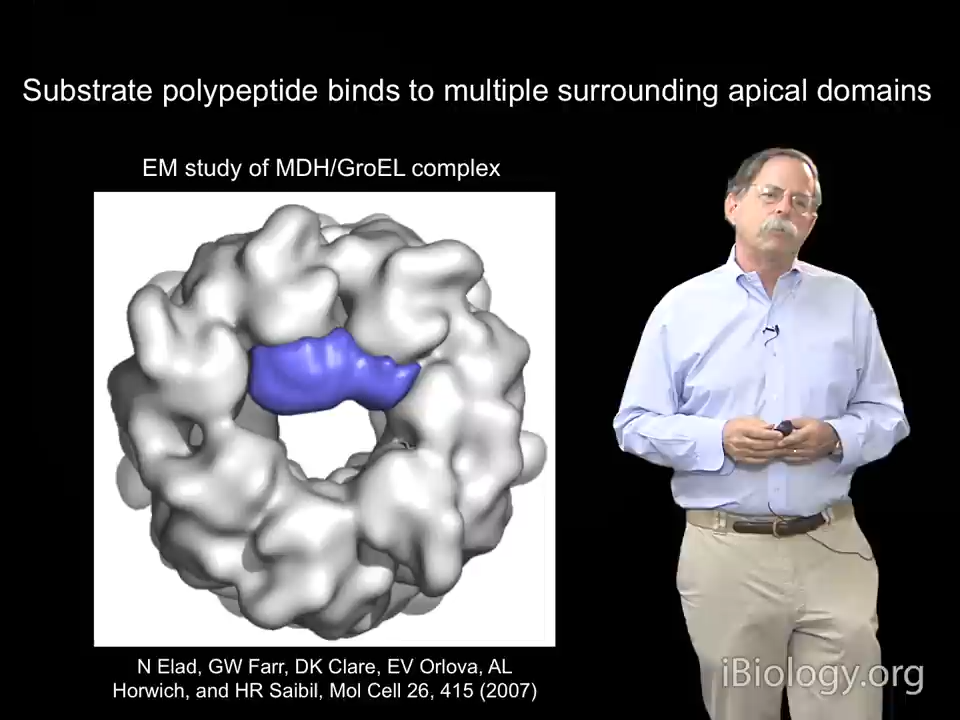 Substrate polypeptide binds to multiple surrounding apical domains
EM study of MDH/GroEL complex
N Elad, GW Farr, DK Clare, EV Orlova, AL
Horwich, and HR Saibil, Mol Cell 26, 415 (2007)
iBiology.org